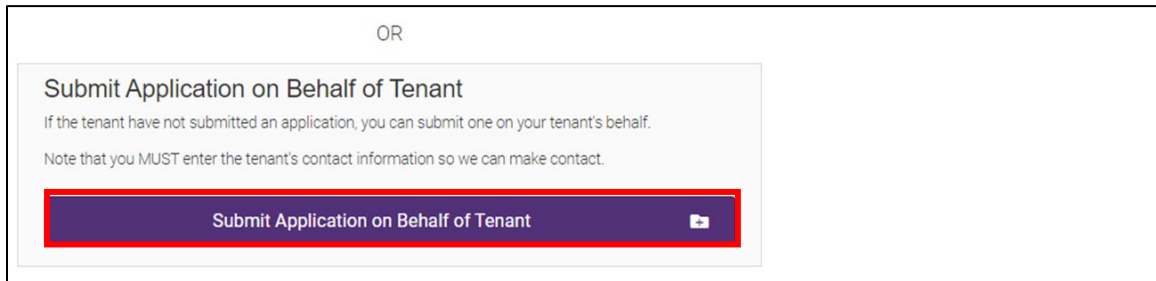 OR
Submit Application on Behalf of Tenant
If the tenant have not submitted an application, you can submit one on your tenant's behalf.
Note that you MUST enter the tenant's contact information so we can make contact.
Submit Application on Behalf of Tenant